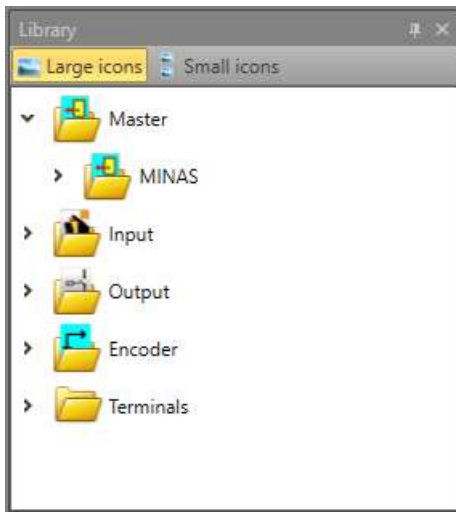 Library
Large icons Small icons
Master
MINAS
Input
Output
Encoder
Terminals